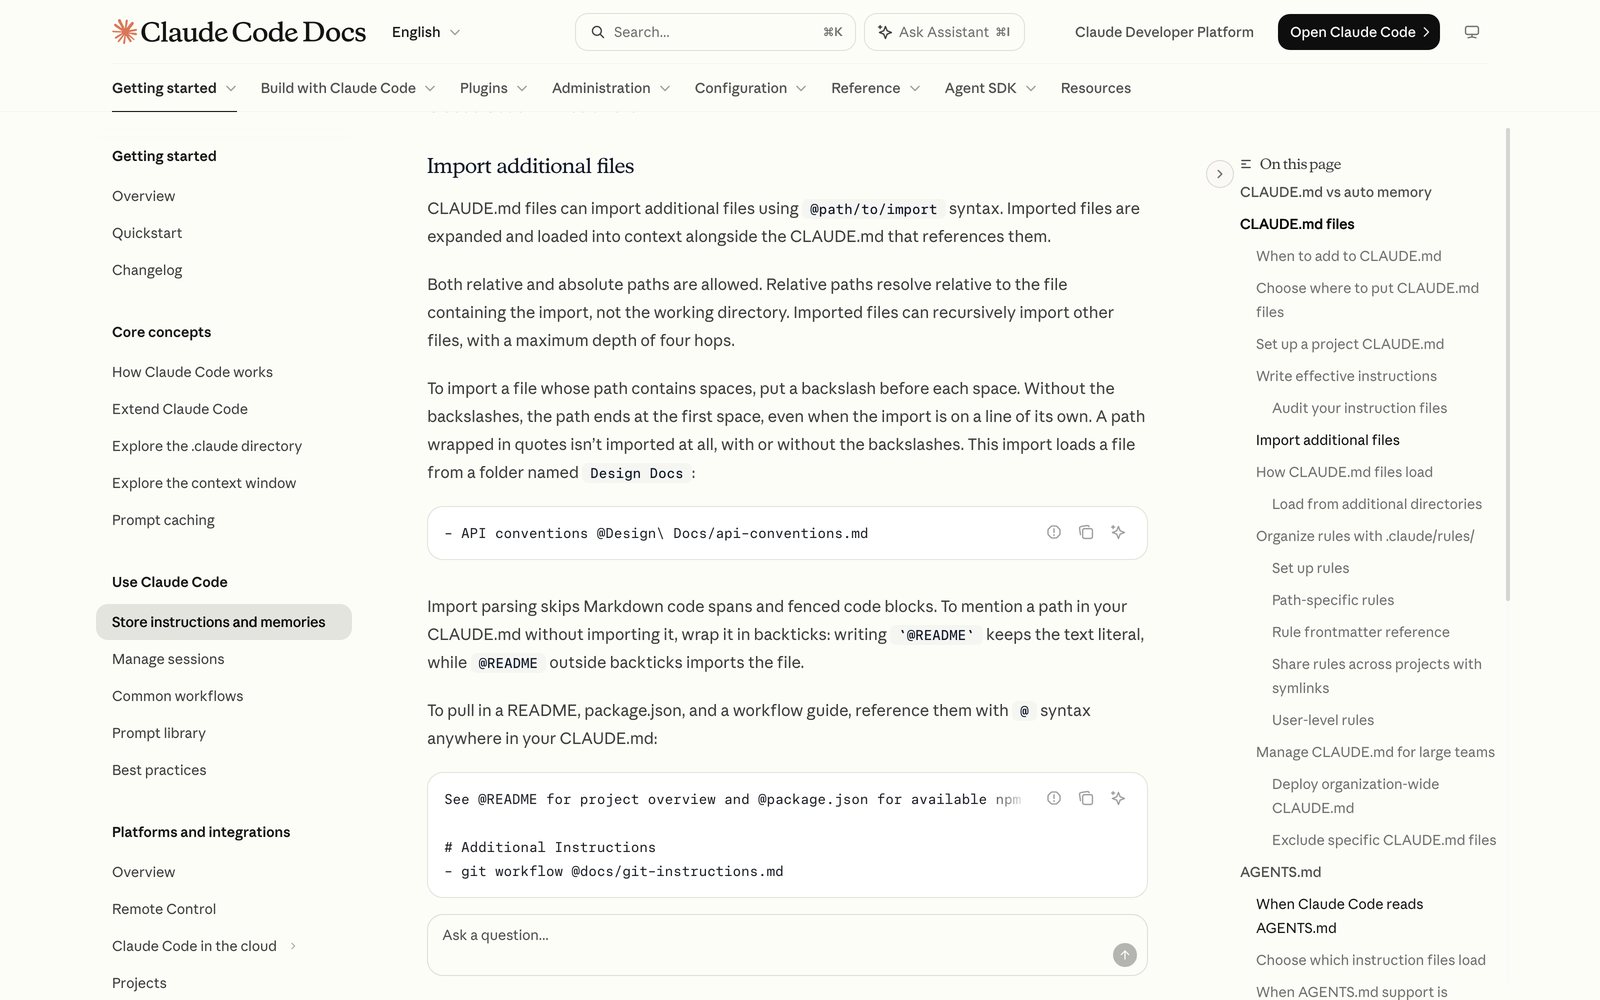 Claude Code Docs
English
Search...
⌘K
Ask Assistant ⌘I
Claude Developer Platform
Open Claude Code
Getting started
Build with Claude Code
Plugins
Administration
Configuration
Reference
Agent SDK
Resources
Getting started
Overview
Quickstart
Changelog
Core concepts
How Claude Code works
Extend Claude Code
Explore the .claude directory
Explore the context window
Prompt caching
Use Claude Code
Store instructions and memories
Manage sessions
Common workflows
Prompt library
Best practices
Platforms and integrations
Overview
Remote Control
Claude Code in the cloud
Projects
Import additional files
CLAUDE.md files can import additional files using @path/to/import syntax. Imported files are
expanded and loaded into context alongside the CLAUDE.md that references them.
Both relative and absolute paths are allowed. Relative paths resolve relative to the file
containing the import, not the working directory. Imported files can recursively import other
files, with a maximum depth of four hops.
To import a file whose path contains spaces, put a backslash before each space. Without the
backslashes, the path ends at the first space, even when the import is on a line of its own. A path
wrapped in quotes isn’t imported at all, with or without the backslashes. This import loads a file
from a folder named Design Docs :
- API conventions @Design\ Docs/api-conventions.md
Import parsing skips Markdown code spans and fenced code blocks. To mention a path in your
CLAUDE.md without importing it, wrap it in backticks: writing `@README` keeps the text literal,
while @README outside backticks imports the file.
To pull in a README, package.json, and a workflow guide, reference them with @ syntax
anywhere in your CLAUDE.md:
See @README for project overview and @package.json for available npm
# Additional Instructions
- git workflow @docs/git-instructions.md
Ask a question...
On this page
CLAUDE.md vs auto memory
CLAUDE.md files
When to add to CLAUDE.md
Choose where to put CLAUDE.md
files
Set up a project CLAUDE.md
Write effective instructions
Audit your instruction files
Import additional files
How CLAUDE.md files load
Load from additional directories
Organize rules with .claude/rules/
Set up rules
Path-specific rules
Rule frontmatter reference
Share rules across projects with
symlinks
User-level rules
Manage CLAUDE.md for large teams
Deploy organization-wide
CLAUDE.md
Exclude specific CLAUDE.md files
AGENTS.md
When Claude Code reads
AGENTS.md
Choose which instruction files load
When AGENTS.md support is